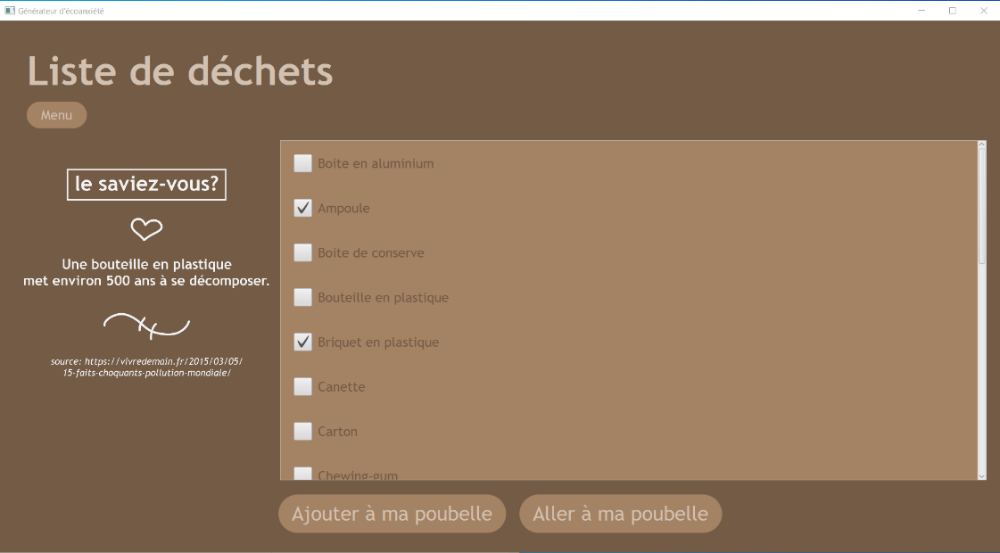 Générateur d'écoanxiété
Liste de déchets
Menu
le saviez-vous?
Une bouteille en plastique
met environ 500 ans à se décomposer.
source: https://vivredemain.fr/2015/03/05/
15-faits-choquants-pollution-mondiale/
Boite en aluminium
Ampoule
Boite de conserve
Bouteille en plastique
Briquet en plastique
Canette
Carton
Chewing-gum
Ajouter à ma poubelle
Aller à ma poubelle